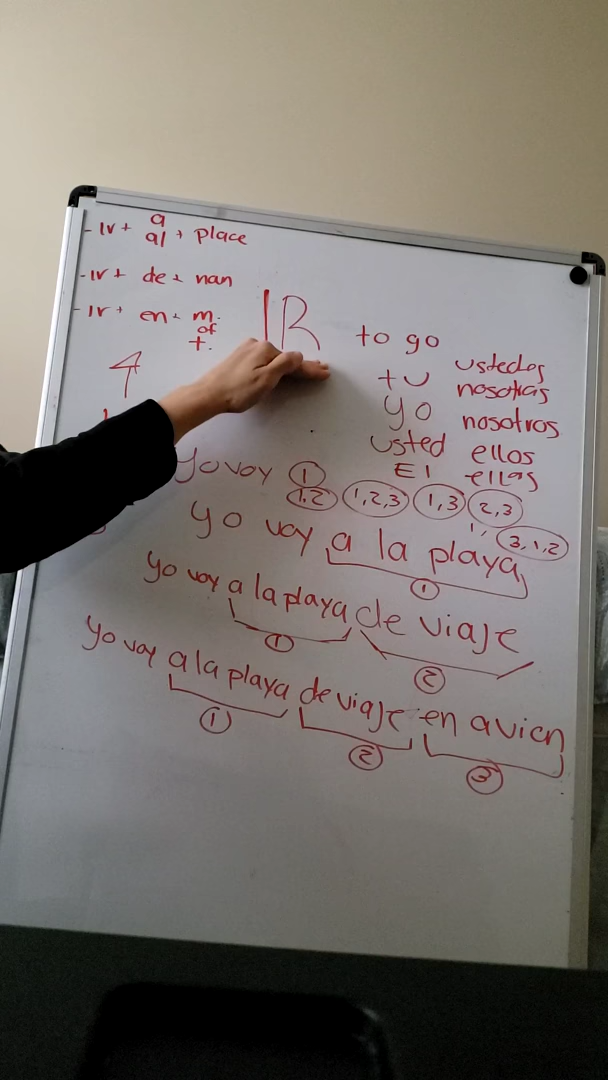 -Ir + a
al + place
-Ir + de + nan
-Ir + en + m.
of
t.
IR to go
ustedes
tu nosotras
yo nosotros
usted ellos
El ellas
yo voy 1
1,2 1,2,3 1,3 2,3
1, 3,1,2
yo voy a la playa
1
yo voy a la playa de viaje
1 2
yo voy a la playa de viaje en avion
1 2 3